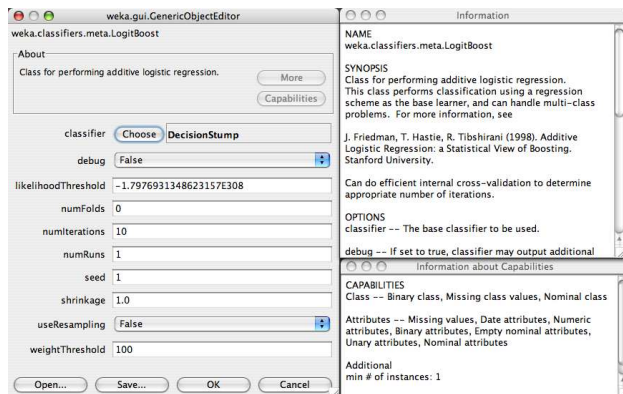 weka.gui.GenericObjectEditor
weka.classifiers.meta.LogitBoost
About
Class for performing additive logistic regression.
More
Capabilities
classifier Choose DecisionStump
debug False
likelihoodThreshold -1.7976931348623157E308
numFolds 0
numIterations 10
numRuns 1
seed 1
shrinkage 1.0
useResampling False
weightThreshold 100
Open... Save... OK Cancel
Information
NAME
weka.classifiers.meta.LogitBoost
SYNOPSIS
Class for performing additive logistic regression.
This class performs classification using a regression
scheme as the base learner, and can handle multi-class
problems. For more information, see
J. Friedman, T. Hastie, R. Tibshirani (1998). Additive
Logistic Regression: a Statistical View of Boosting.
Stanford University.
Can do efficient internal cross-validation to determine
appropriate number of iterations.
OPTIONS
classifier -- The base classifier to be used.
debug -- If set to true, classifier may output additional
Information about Capabilities
CAPABILITIES
Class -- Binary class, Missing class values, Nominal class
Attributes -- Missing values, Date attributes, Numeric
attributes, Binary attributes, Empty nominal attributes,
Unary attributes, Nominal attributes
Additional
min # of instances: 1